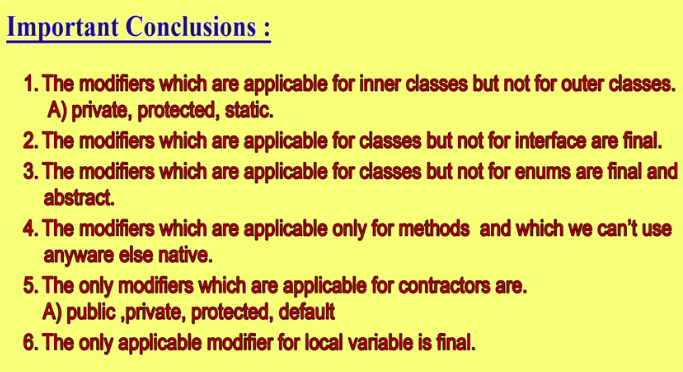 Important Conclusions :
1. The modifiers which are applicable for inner classes but not for outer classes.
A) private, protected, static.
2. The modifiers which are applicable for classes but not for interface are final.
3. The modifiers which are applicable for classes but not for enums are final and
abstract.
4. The modifiers which are applicable only for methods and which we can't use
anyware else native.
5. The only modifiers which are applicable for contractors are.
A) public ,private, protected, default
6. The only applicable modifier for local variable is final.